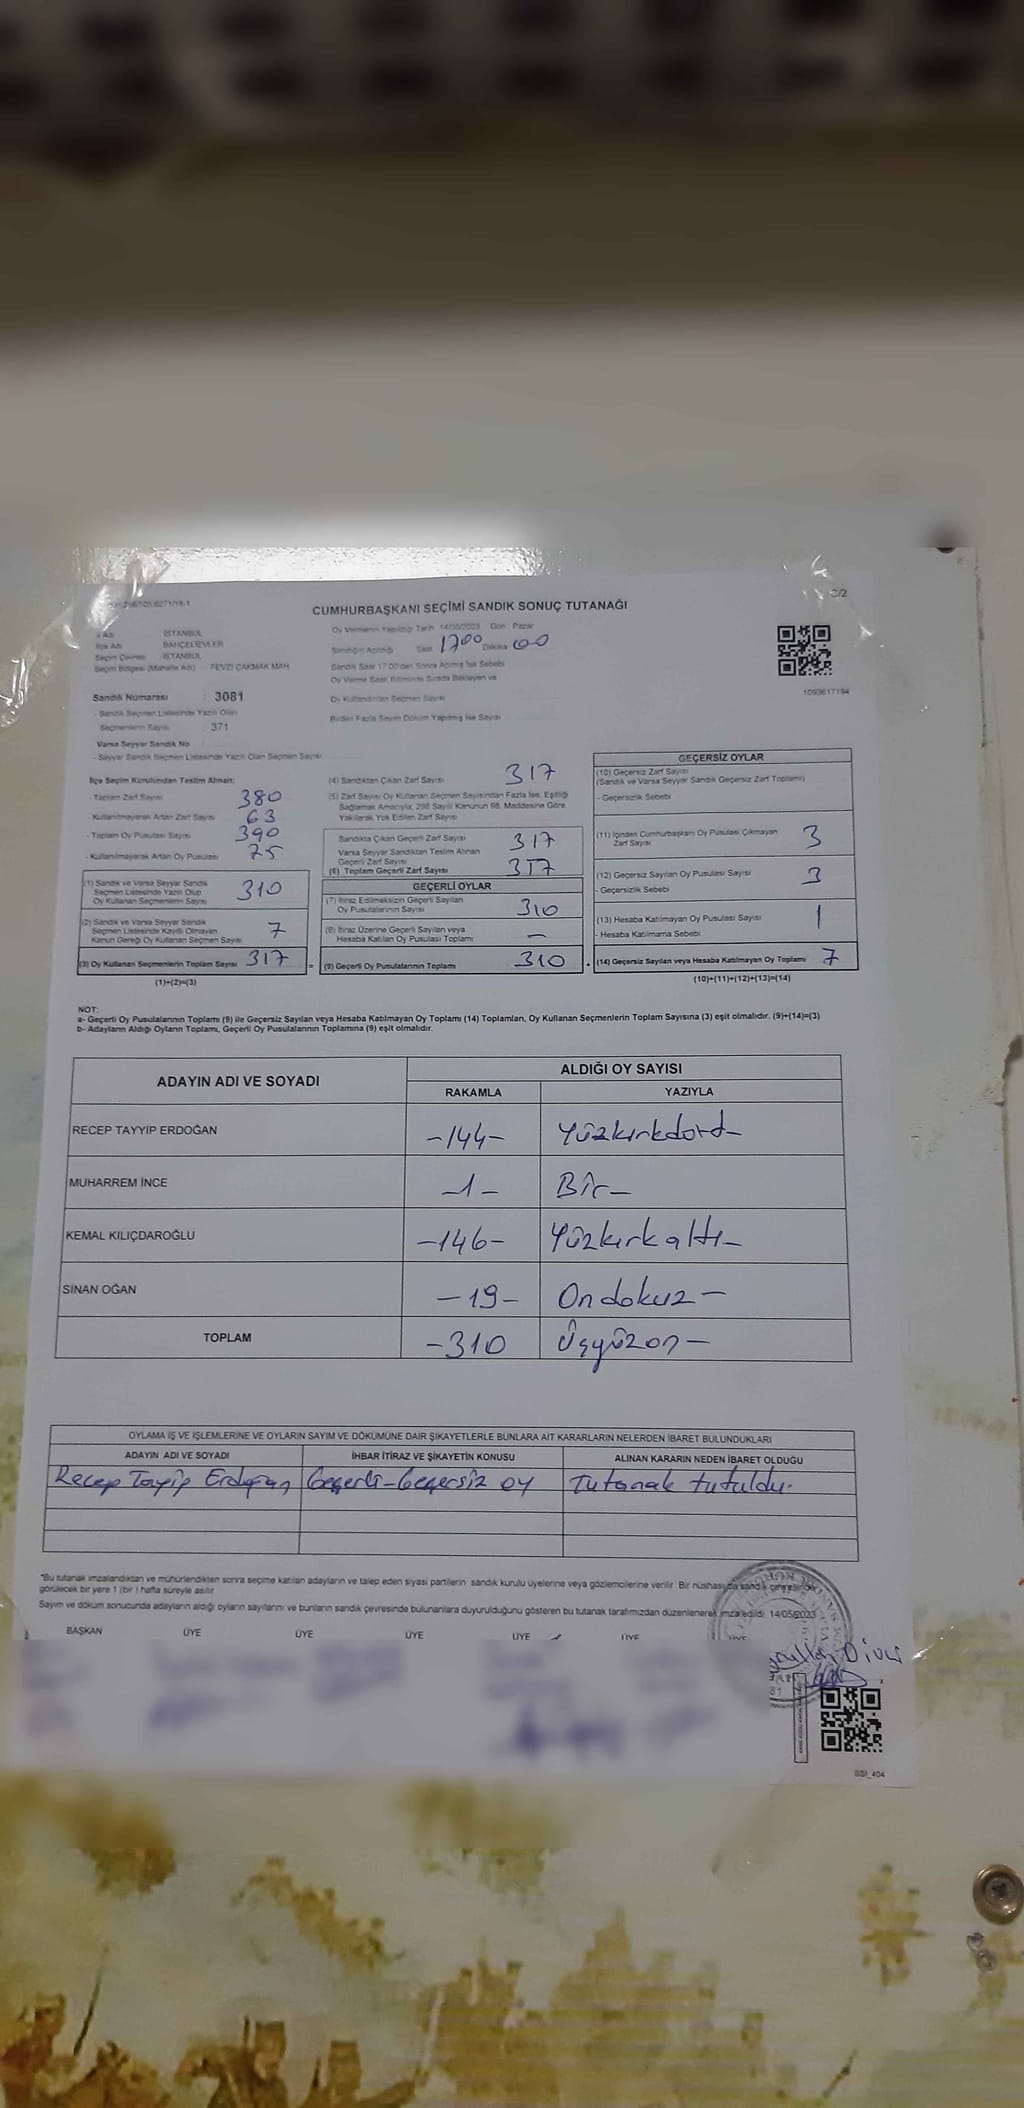 CUMHURBAŞKANI SEÇİMİ SANDIK SONUÇ TUTANAĞI
2/2
İl Adı İSTANBUL
İlçe Adı BAHÇELİEVLER
Seçim Çevresi İSTANBUL
Seçim Bölgesi (Mahalle Adı) FEVZİ ÇAKMAK MAH
Oy Vermenin Yapıldığı Tarih 14/05/2023 Gün Pazar
Sandığın Açıldığı Saat 1700 Dakika 00
Sandık Saat 17:00'den Sonra Açılmış İse Sebebi
Oy Verme Saati Bitiminde Sırada Bekleyen ve
Oy Kullandırılan Seçmen Sayısı
Birden Fazla Sayım Döküm Yapılmış İse Sayısı
1093617194
Sandık Numarası : 3081
- Sandık Seçmen Listesinde Yazılı Olan
Seçmenlerin Sayısı : 371
Varsa Seyyar Sandık No
- Seyyar Sandık Seçmen Listesinde Yazılı Olan Seçmen Sayısı
İlçe Seçim Kurulundan Teslim Alınan;
- Toplam Zarf Sayısı 380
- Kullanılmayarak Artan Zarf Sayısı 63
- Toplam Oy Pusulası Sayısı 390
- Kullanılmayarak Artan Oy Pusulası 75
(1) Sandık ve Varsa Seyyar Sandık
Seçmen Listesinde Yazılı Olup
Oy Kullanan Seçmenlerin Sayısı 310
(2) Sandık ve Varsa Seyyar Sandık
Seçmen Listesinde Kayıtlı Olmayan
Kanun Gereği Oy Kullanan Seçmen Sayısı 7
(3) Oy Kullanan Seçmenlerin Toplam Sayısı 317
(1)+(2)=(3)
(4) Sandıktan Çıkan Zarf Sayısı 317
(5) Zarf Sayısı Oy Kullanan Seçmen Sayısından Fazla İse, Eşitliği
Sağlamak Amacıyla, 298 Sayılı Kanunun 98. Maddesine Göre
Yakılarak Yok Edilen Zarf Sayısı
Sandıkta Çıkan Geçerli Zarf Sayısı 317
Varsa Seyyar Sandıktan Teslim Alınan
Geçerli Zarf Sayısı
(6) Toplam Geçerli Zarf Sayısı 317
GEÇERLİ OYLAR
(7) İtiraz Edilmeksizin Geçerli Sayılan
Oy Pusulalarının Sayısı 310
(8) İtiraz Üzerine Geçerli Sayılan veya
Hesaba Katılan Oy Pusulası Toplamı –
= (9) Geçerli Oy Pusulalarının Toplamı 310
GEÇERSİZ OYLAR
(10) Geçersiz Zarf Sayısı
(Sandık ve Varsa Seyyar Sandık Geçersiz Zarf Toplamı)
- Geçersizlik Sebebi
(11) İçinden Cumhurbaşkanı Oy Pusulası Çıkmayan
Zarf Sayısı 3
(12) Geçersiz Sayılan Oy Pusulası Sayısı 3
- Geçersizlik Sebebi
(13) Hesaba Katılmayan Oy Pusulası Sayısı 1
- Hesaba Katılmama Sebebi
+ (14) Geçersiz Sayılan veya Hesaba Katılmayan Oy Toplamı 7
(10)+(11)+(12)+(13)=(14)
NOT:
a- Geçerli Oy Pusulalarının Toplamı (9) ile Geçersiz Sayılan veya Hesaba Katılmayan Oy Toplamı (14) Toplamları, Oy Kullanan Seçmenlerin Toplam Sayısına (3) eşit olmalıdır. (9)+(14)=(3)
b- Adayların Aldığı Oyların Toplamı, Geçerli Oy Pusulalarının Toplamına (9) eşit olmalıdır.
ADAYIN ADI VE SOYADI ALDIĞI OY SAYISI
RAKAMLA YAZIYLA
RECEP TAYYİP ERDOĞAN –144– Yüzkırkdört–
MUHARREM İNCE –1– Bir–
KEMAL KILIÇDAROĞLU –146– Yüzkırkaltı–
SİNAN OĞAN –19– Ondokuz–
TOPLAM –310 Üçyüzon–
OYLAMA İŞ VE İŞLEMLERİNE VE OYLARIN SAYIM VE DÖKÜMÜNE DAİR ŞİKAYETLERLE BUNLARA AİT KARARLARIN NELERDEN İBARET BULUNDUKLARI
ADAYIN ADI VE SOYADI İHBAR İTİRAZ VE ŞİKAYETİN KONUSU ALINAN KARARIN NEDEN İBARET OLDUĞU
Recep Tayip Erdoğan Geçerli-Geçersiz oy Tutanak tutuldu.
*Bu tutanak imzalandıktan ve mühürlendikten sonra seçime katılan adayların ve talep eden siyasi partilerin sandık kurulu üyelerine veya gözlemcilerine verilir. Bir nüshası da sandık çevresinde
görülecek bir yere 1 (bir) hafta süreyle asılır
Sayım ve döküm sonucunda adayların aldığı oyların sayılarını ve bunların sandık çevresinde bulunanlara duyurulduğunu gösteren bu tutanak tarafımızdan düzenlenerek imza edildi. 14/05/2023
BAŞKAN ÜYE ÜYE ÜYE ÜYE ÜYE ÜYE
SBI_404